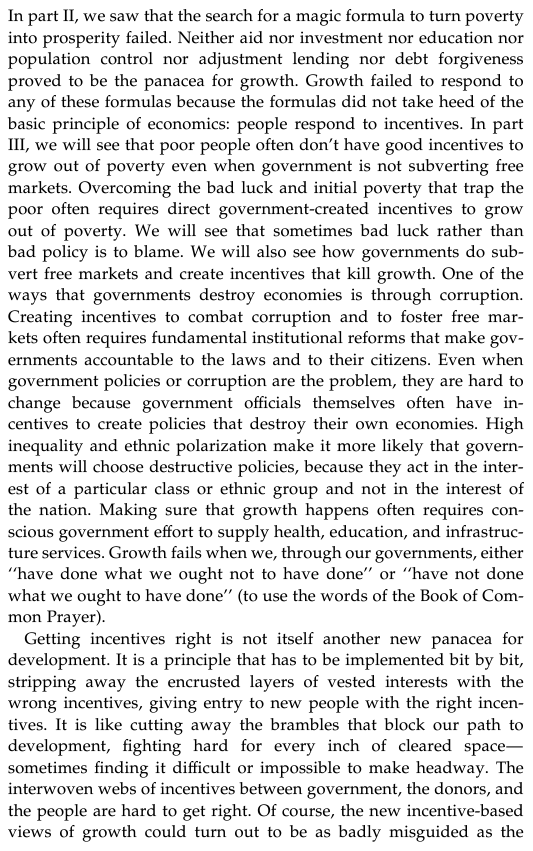 In part II, we saw that the search for a magic formula to turn poverty
into prosperity failed. Neither aid nor investment nor education nor
population control nor adjustment lending nor debt forgiveness
proved to be the panacea for growth. Growth failed to respond to
any of these formulas because the formulas did not take heed of the
basic principle of economics: people respond to incentives. In part
III, we will see that poor people often don't have good incentives to
grow out of poverty even when government is not subverting free
markets. Overcoming the bad luck and initial poverty that trap the
poor often requires direct government-created incentives to grow
out of poverty. We will see that sometimes bad luck rather than
bad policy is to blame. We will also see how governments do sub-
vert free markets and create incentives that kill growth. One of the
ways that governments destroy economies is through corruption.
Creating incentives to combat corruption and to foster free mar-
kets often requires fundamental institutional reforms that make gov-
ernments accountable to the laws and to their citizens. Even when
government policies or corruption are the problem, they are hard to
change because government officials themselves often have in-
centives to create policies that destroy their own economies. High
inequality and ethnic polarization make it more likely that govern-
ments will choose destructive policies, because they act in the inter-
est of a particular class or ethnic group and not in the interest of
the nation. Making sure that growth happens often requires con-
scious government effort to supply health, education, and infrastruc-
ture services. Growth fails when we, through our governments, either
''have done what we ought not to have done'' or ''have not done
what we ought to have done'' (to use the words of the Book of Com-
mon Prayer).
Getting incentives right is not itself another new panacea for
development. It is a principle that has to be implemented bit by bit,
stripping away the encrusted layers of vested interests with the
wrong incentives, giving entry to new people with the right incen-
tives. It is like cutting away the brambles that block our path to
development, fighting hard for every inch of cleared space—
sometimes finding it difficult or impossible to make headway. The
interwoven webs of incentives between government, the donors, and
the people are hard to get right. Of course, the new incentive-based
views of growth could turn out to be as badly misguided as the